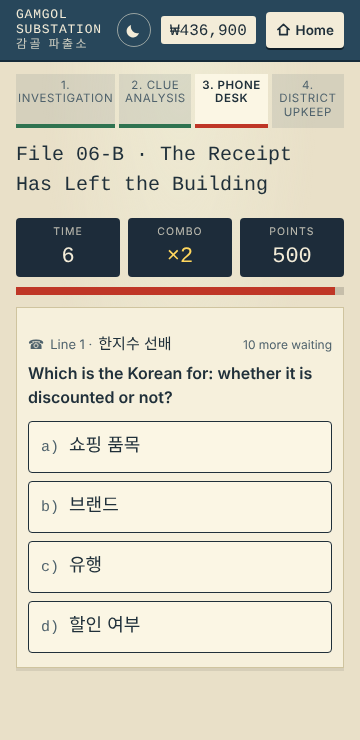 GAMGOL
SUBSTATION
감골 파출소
₩436,900
Home
1.
INVESTIGATION
2. CLUE
ANALYSIS
3. PHONE
DESK
4.
DISTRICT
UPKEEP
File 06-B · The Receipt
Has Left the Building
TIME
6
COMBO
×2
POINTS
500
☎ Line 1 · 한지수 선배
10 more waiting
Which is the Korean for: whether it is
discounted or not?
a) 쇼핑 품목
b) 브랜드
c) 유행
d) 할인 여부